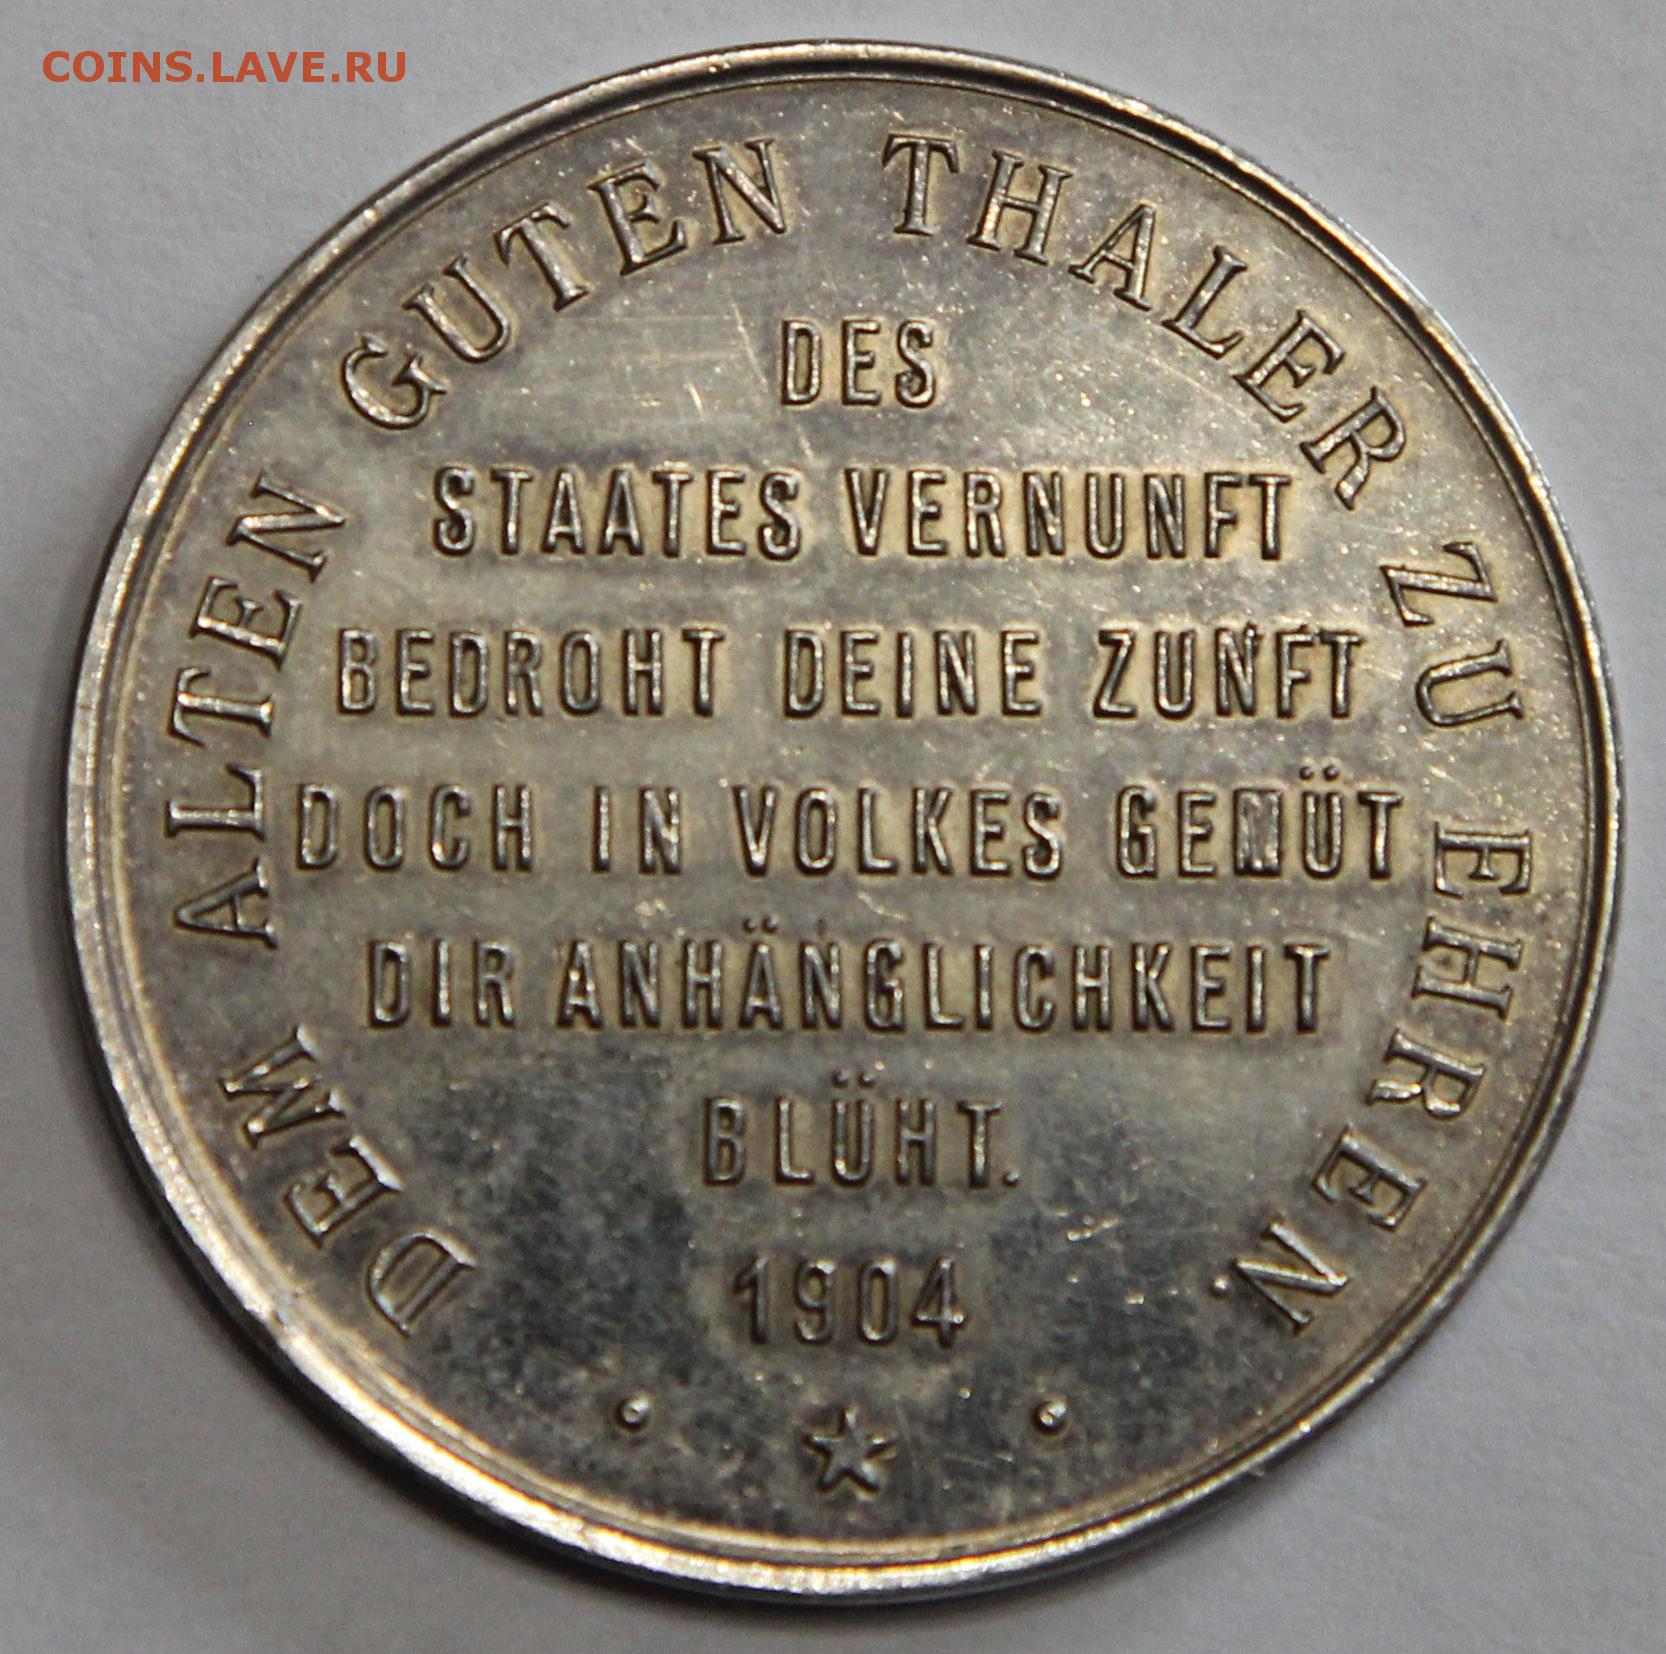 COINS.LAVE.RU
DEM ALTEN GUTEN THALER ZU EHREN.
DES
STAATES VERNUNFT
BEDROHT DEINE ZUNFT
DOCH IN VOLKES GEMÜT
DIR ANHÄNGLICHKEIT
BLÜHT.
1904